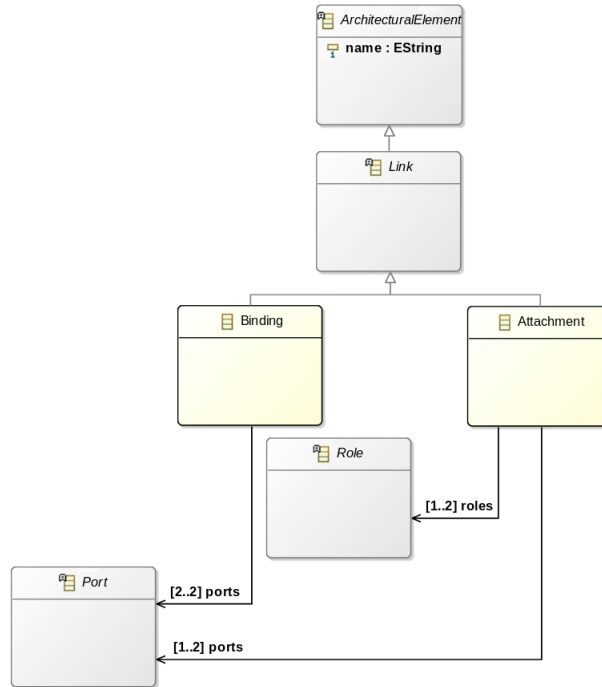 ArchitecturalElement
name : EString
Link
Binding
Attachment
Role
[1..2] roles
Port
[2..2] ports
[1..2] ports